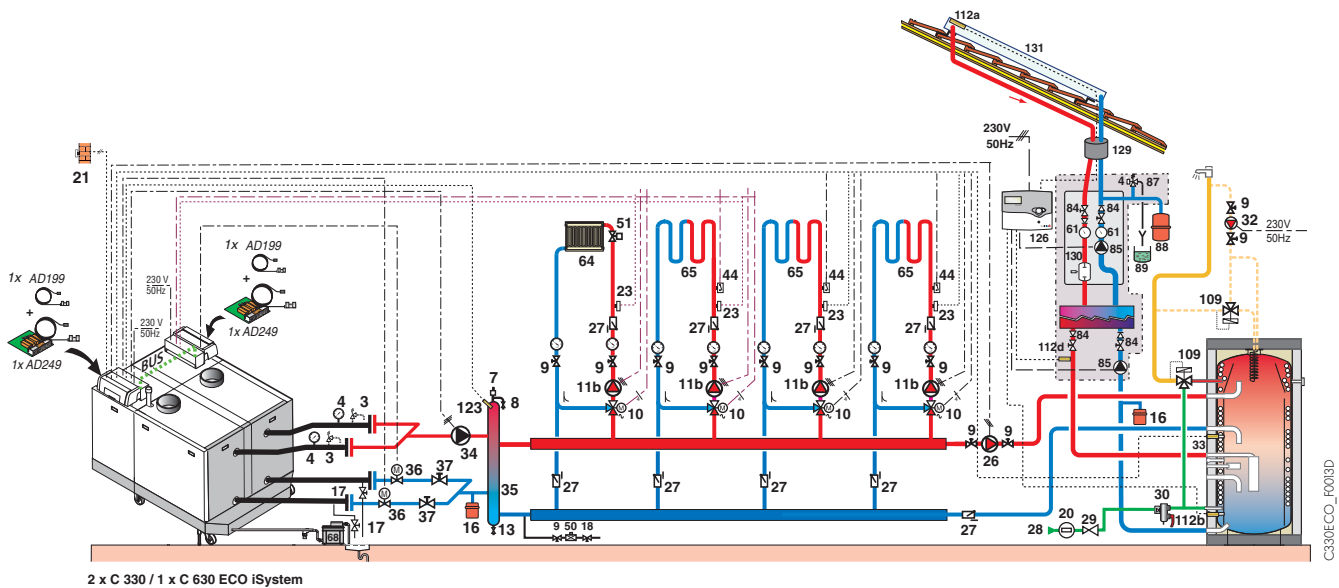 112a
131
230V
50Hz
129
21
4
87
9
84
84
32
230V
50Hz
51
61
61
9
1x AD199
126
85
88
64
65
65
65
130
89
1x AD199
+
44
44
44
230 V
50Hz
23
23
23
23
109
+
1x AD249
230 V
50Hz
27
27
27
84
84
1x AD249
BUS
9
9
9
9
112d
85
109
11b
11b
11b
11b
7
4
3
123
8
M
10
M
10
M
10
M
10
16
9
9
4
3
34
26
33
M
36
37
35
27
27
27
27
17
M
36
37
16
30
17
13
27
20
29
112b
68
9
50
18
28
2 x C 330 / 1 x C 630 ECO iSystem
C330ECO_F0013D